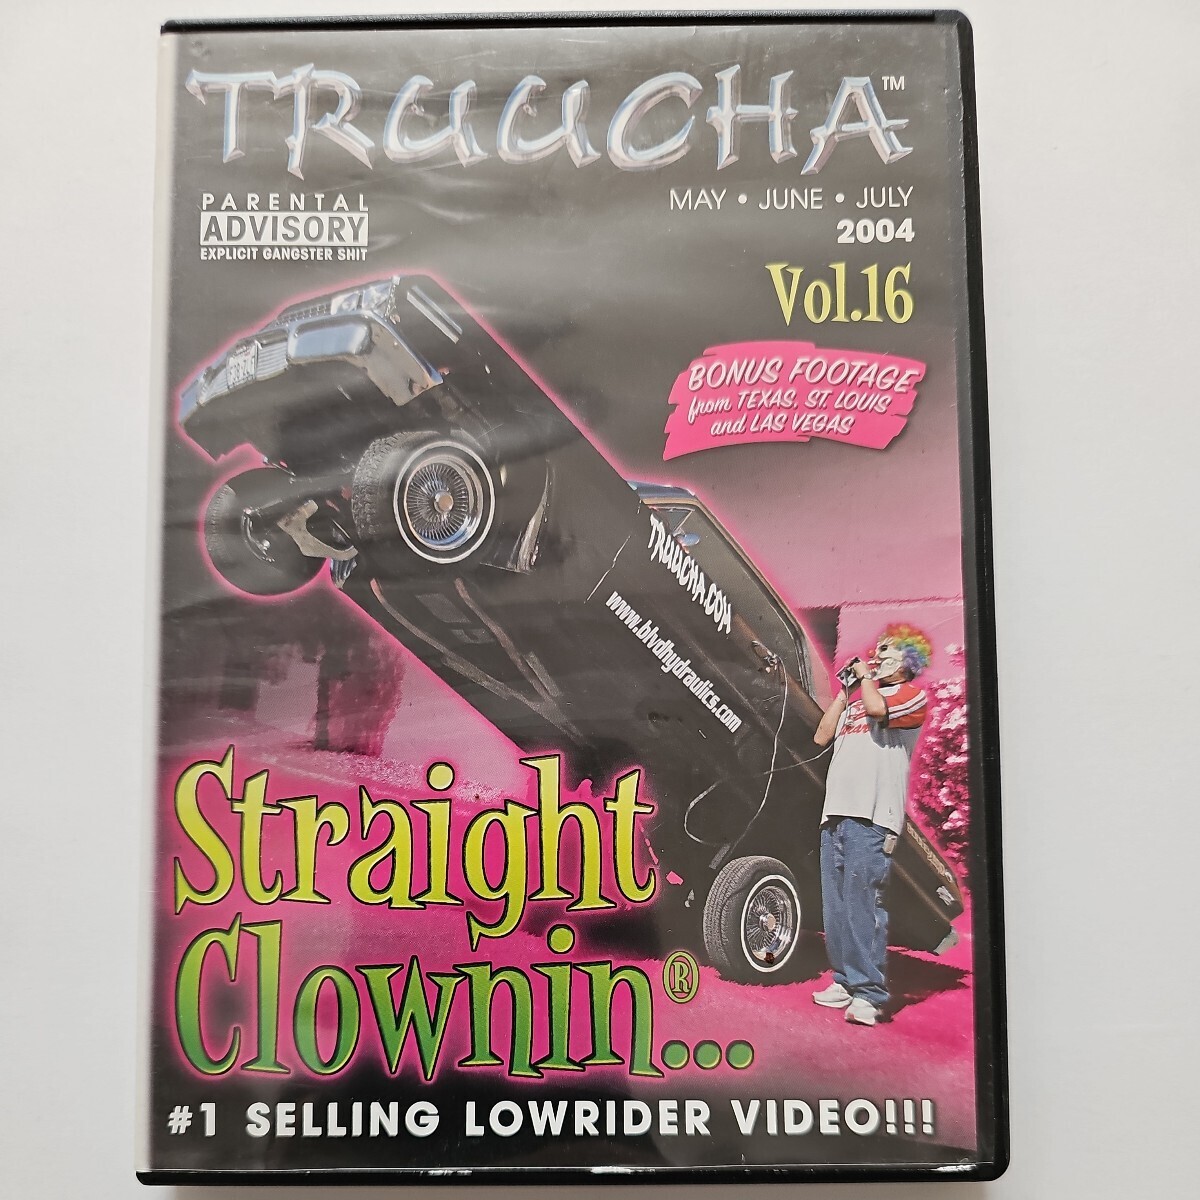 TRUUCHA™
PARENTAL
ADVISORY
EXPLICIT GANGSTER SHIT
MAY • JUNE • JULY
2004
Vol.16
BONUS FOOTAGE
from TEXAS, ST. LOUIS
and LAS VEGAS
TRUUCHA.COM
www.blvdhydraulics.com
Straight
Clownin®...
#1 SELLING LOWRIDER VIDEO!!!